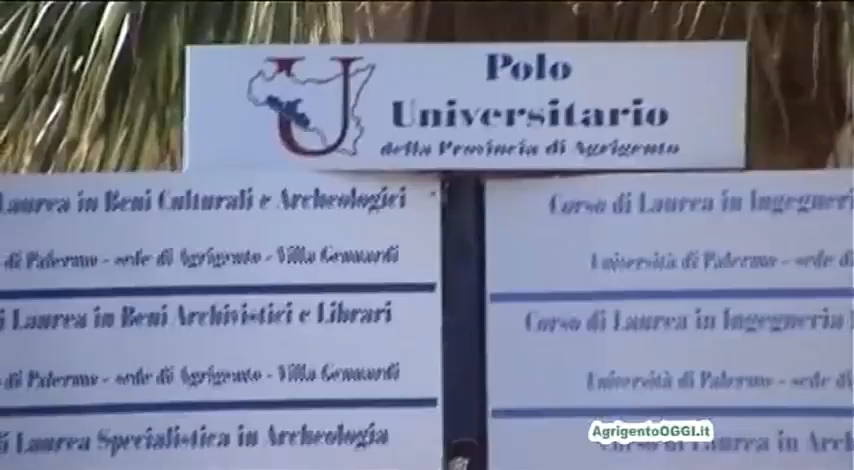 U
Polo
Universitario
della Provincia di Agrigento
Laurea in Beni Culturali e Archeologici
di Palermo - sede di Agrigento - Villa Genuardi
Laurea in Beni Archivistici e Librari
di Palermo - sede di Agrigento - Villa Genuardi
Laurea Specialistica in Archeologia
Corso di Laurea in Ingegneri
Università di Palermo - sede d
Corso di Laurea in Ingegneria
Università di Palermo - sede d
Corso di Laurea in Arch
AgrigentoOGGI.it